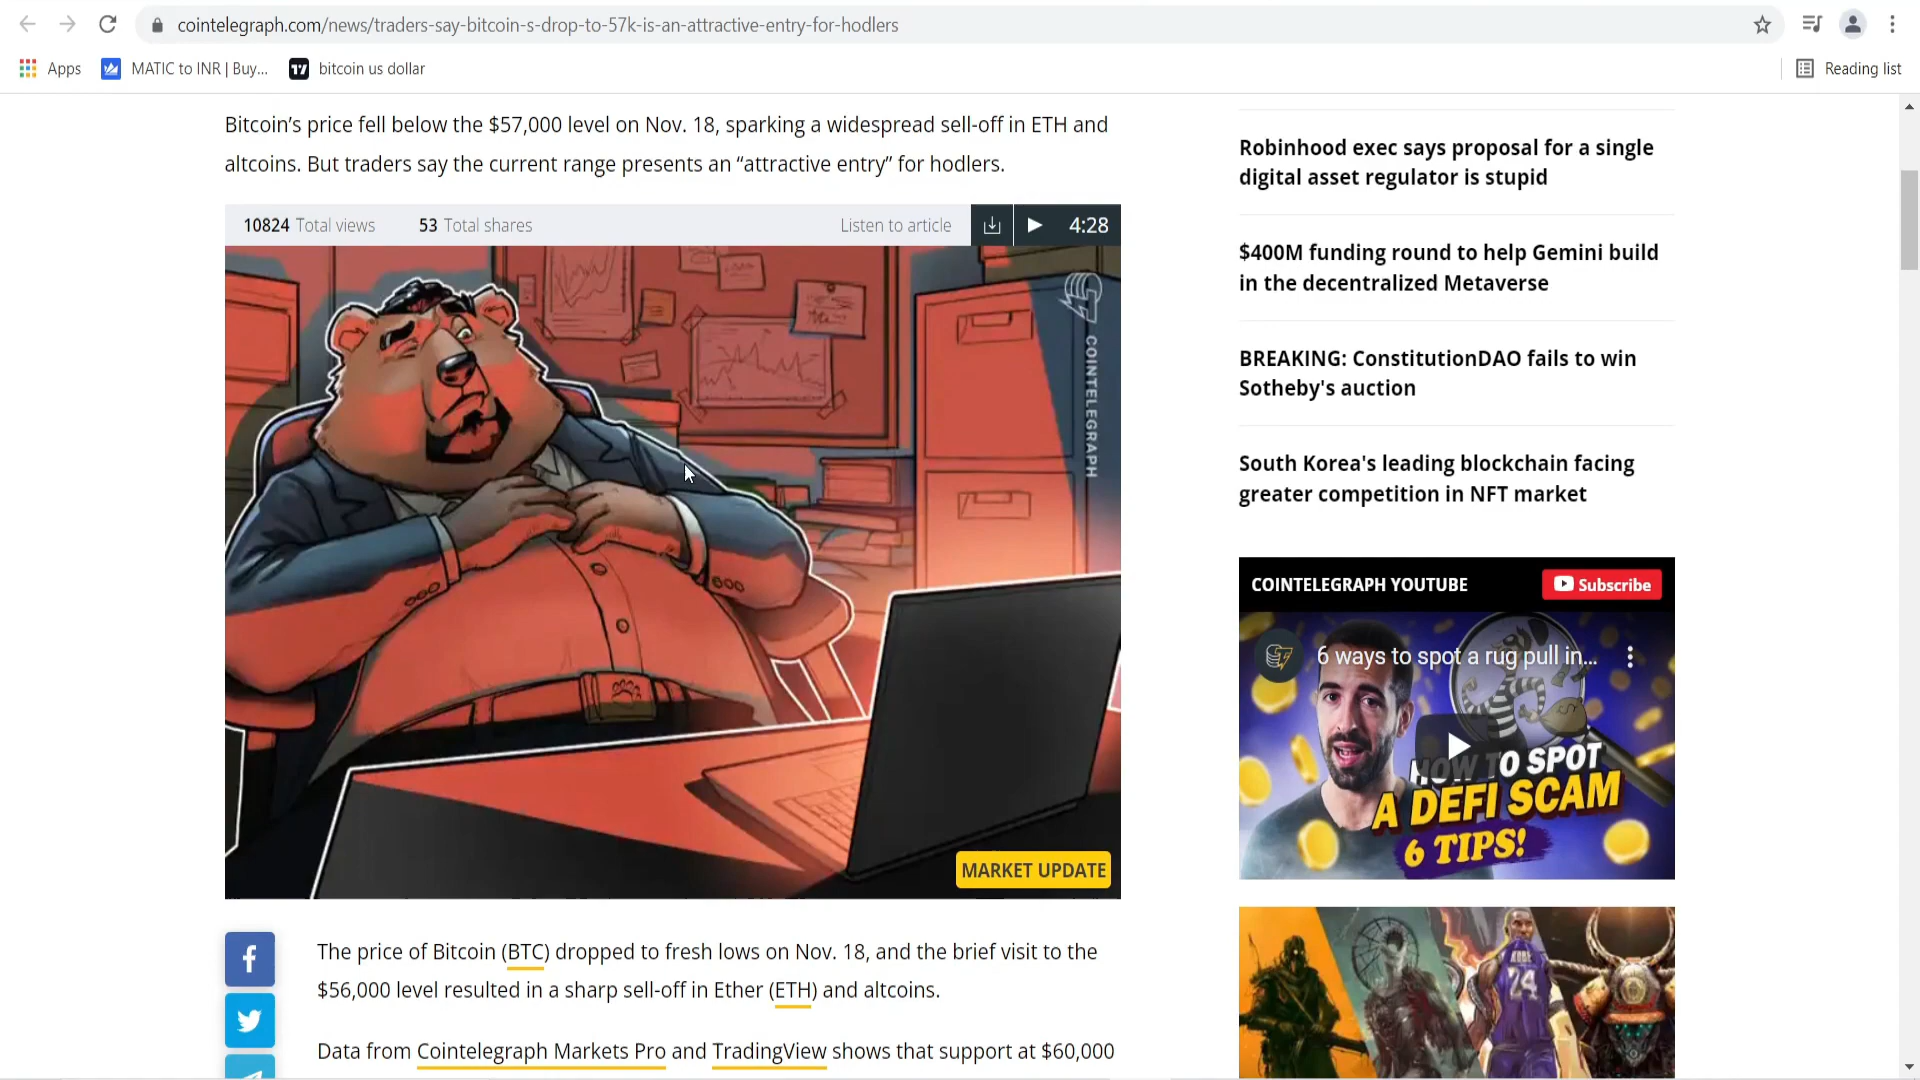 cointelegraph.com/news/traders-say-bitcoin-s-drop-to-57k-is-an-attractive-entry-for-hodlers
Apps
MATIC to INR | Buy...
bitcoin us dollar
Reading list
Bitcoin’s price fell below the $57,000 level on Nov. 18, sparking a widespread sell-off in ETH and
altcoins. But traders say the current range presents an “attractive entry” for hodlers.
10824 Total views
53 Total shares
Listen to article
4:28
COINTELEGRAPH
MARKET UPDATE
The price of Bitcoin (BTC) dropped to fresh lows on Nov. 18, and the brief visit to the
$56,000 level resulted in a sharp sell-off in Ether (ETH) and altcoins.
Data from Cointelegraph Markets Pro and TradingView shows that support at $60,000
Robinhood exec says proposal for a single
digital asset regulator is stupid
$400M funding round to help Gemini build
in the decentralized Metaverse
BREAKING: ConstitutionDAO fails to win
Sotheby's auction
South Korea's leading blockchain facing
greater competition in NFT market
COINTELEGRAPH YOUTUBE
Subscribe
6 ways to spot a rug pull in...
HOW TO SPOT
A DEFI SCAM
6 TIPS!
24